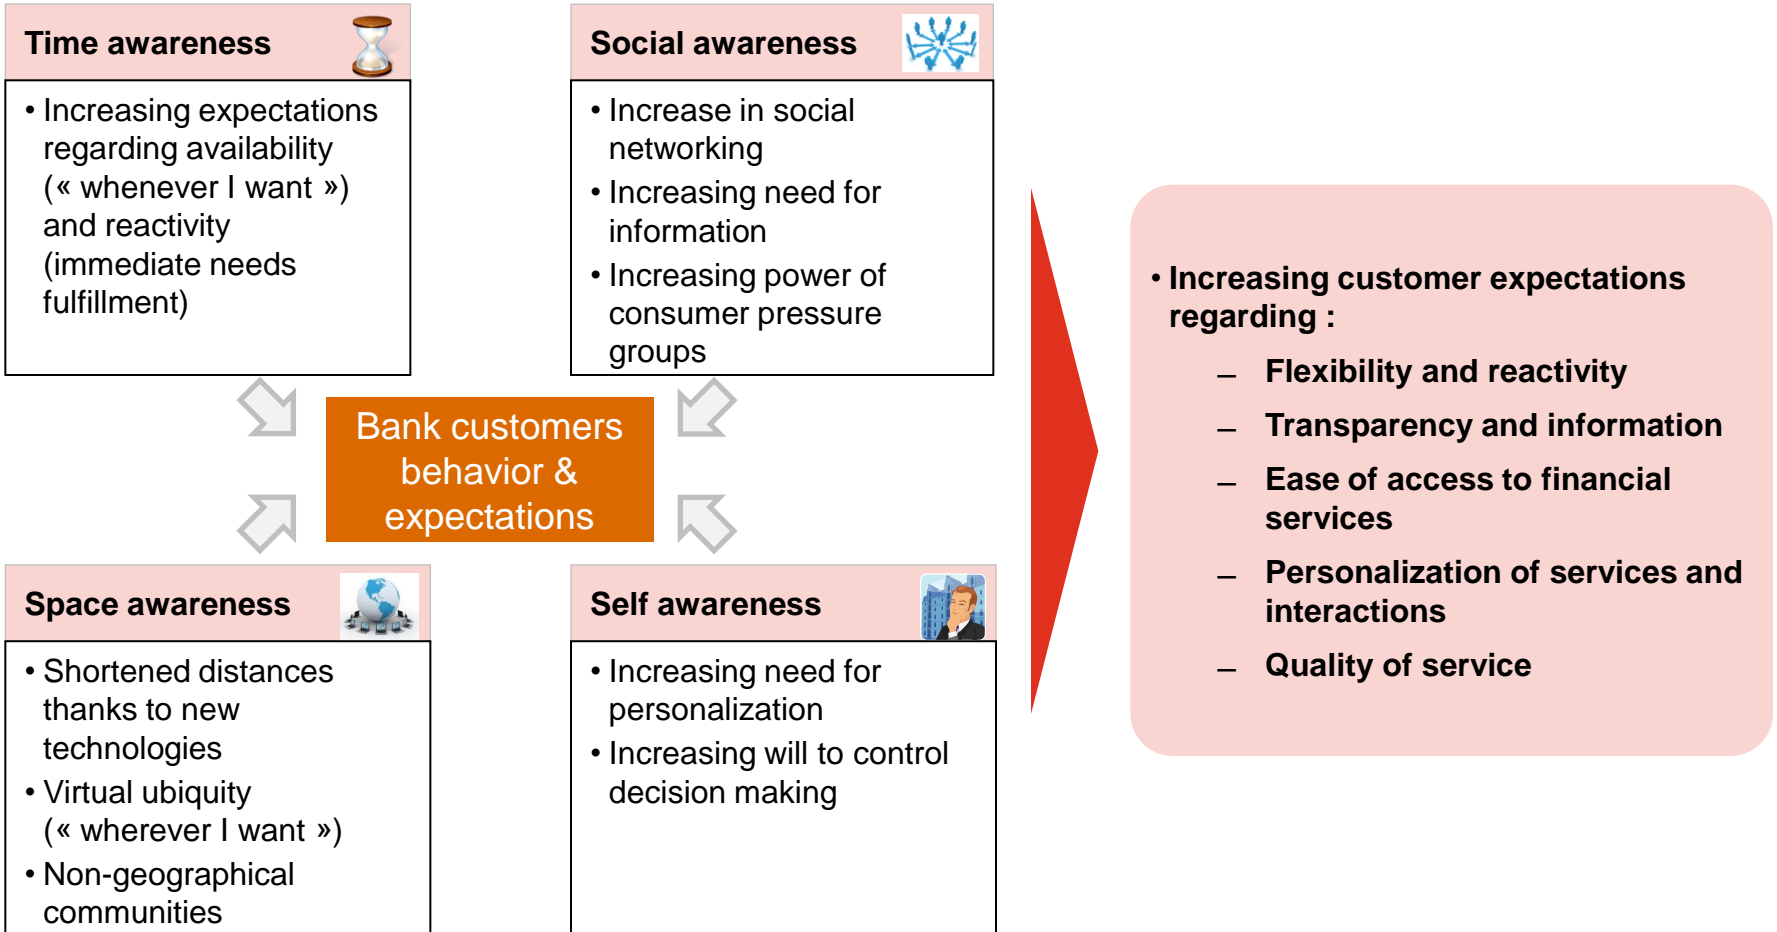 Time awareness
• Increasing expectations
regarding availability
(« whenever I want »)
and reactivity
(immediate needs
fulfillment)
Social awareness
• Increase in social
networking
• Increasing need for
information
• Increasing power of
consumer pressure
groups
Bank customers
behavior &
expectations
Space awareness
• Shortened distances
thanks to new
technologies
• Virtual ubiquity
(« wherever I want »)
• Non-geographical
communities
Self awareness
• Increasing need for
personalization
• Increasing will to control
decision making
• Increasing customer expectations
regarding :
– Flexibility and reactivity
– Transparency and information
– Ease of access to financial
services
– Personalization of services and
interactions
– Quality of service